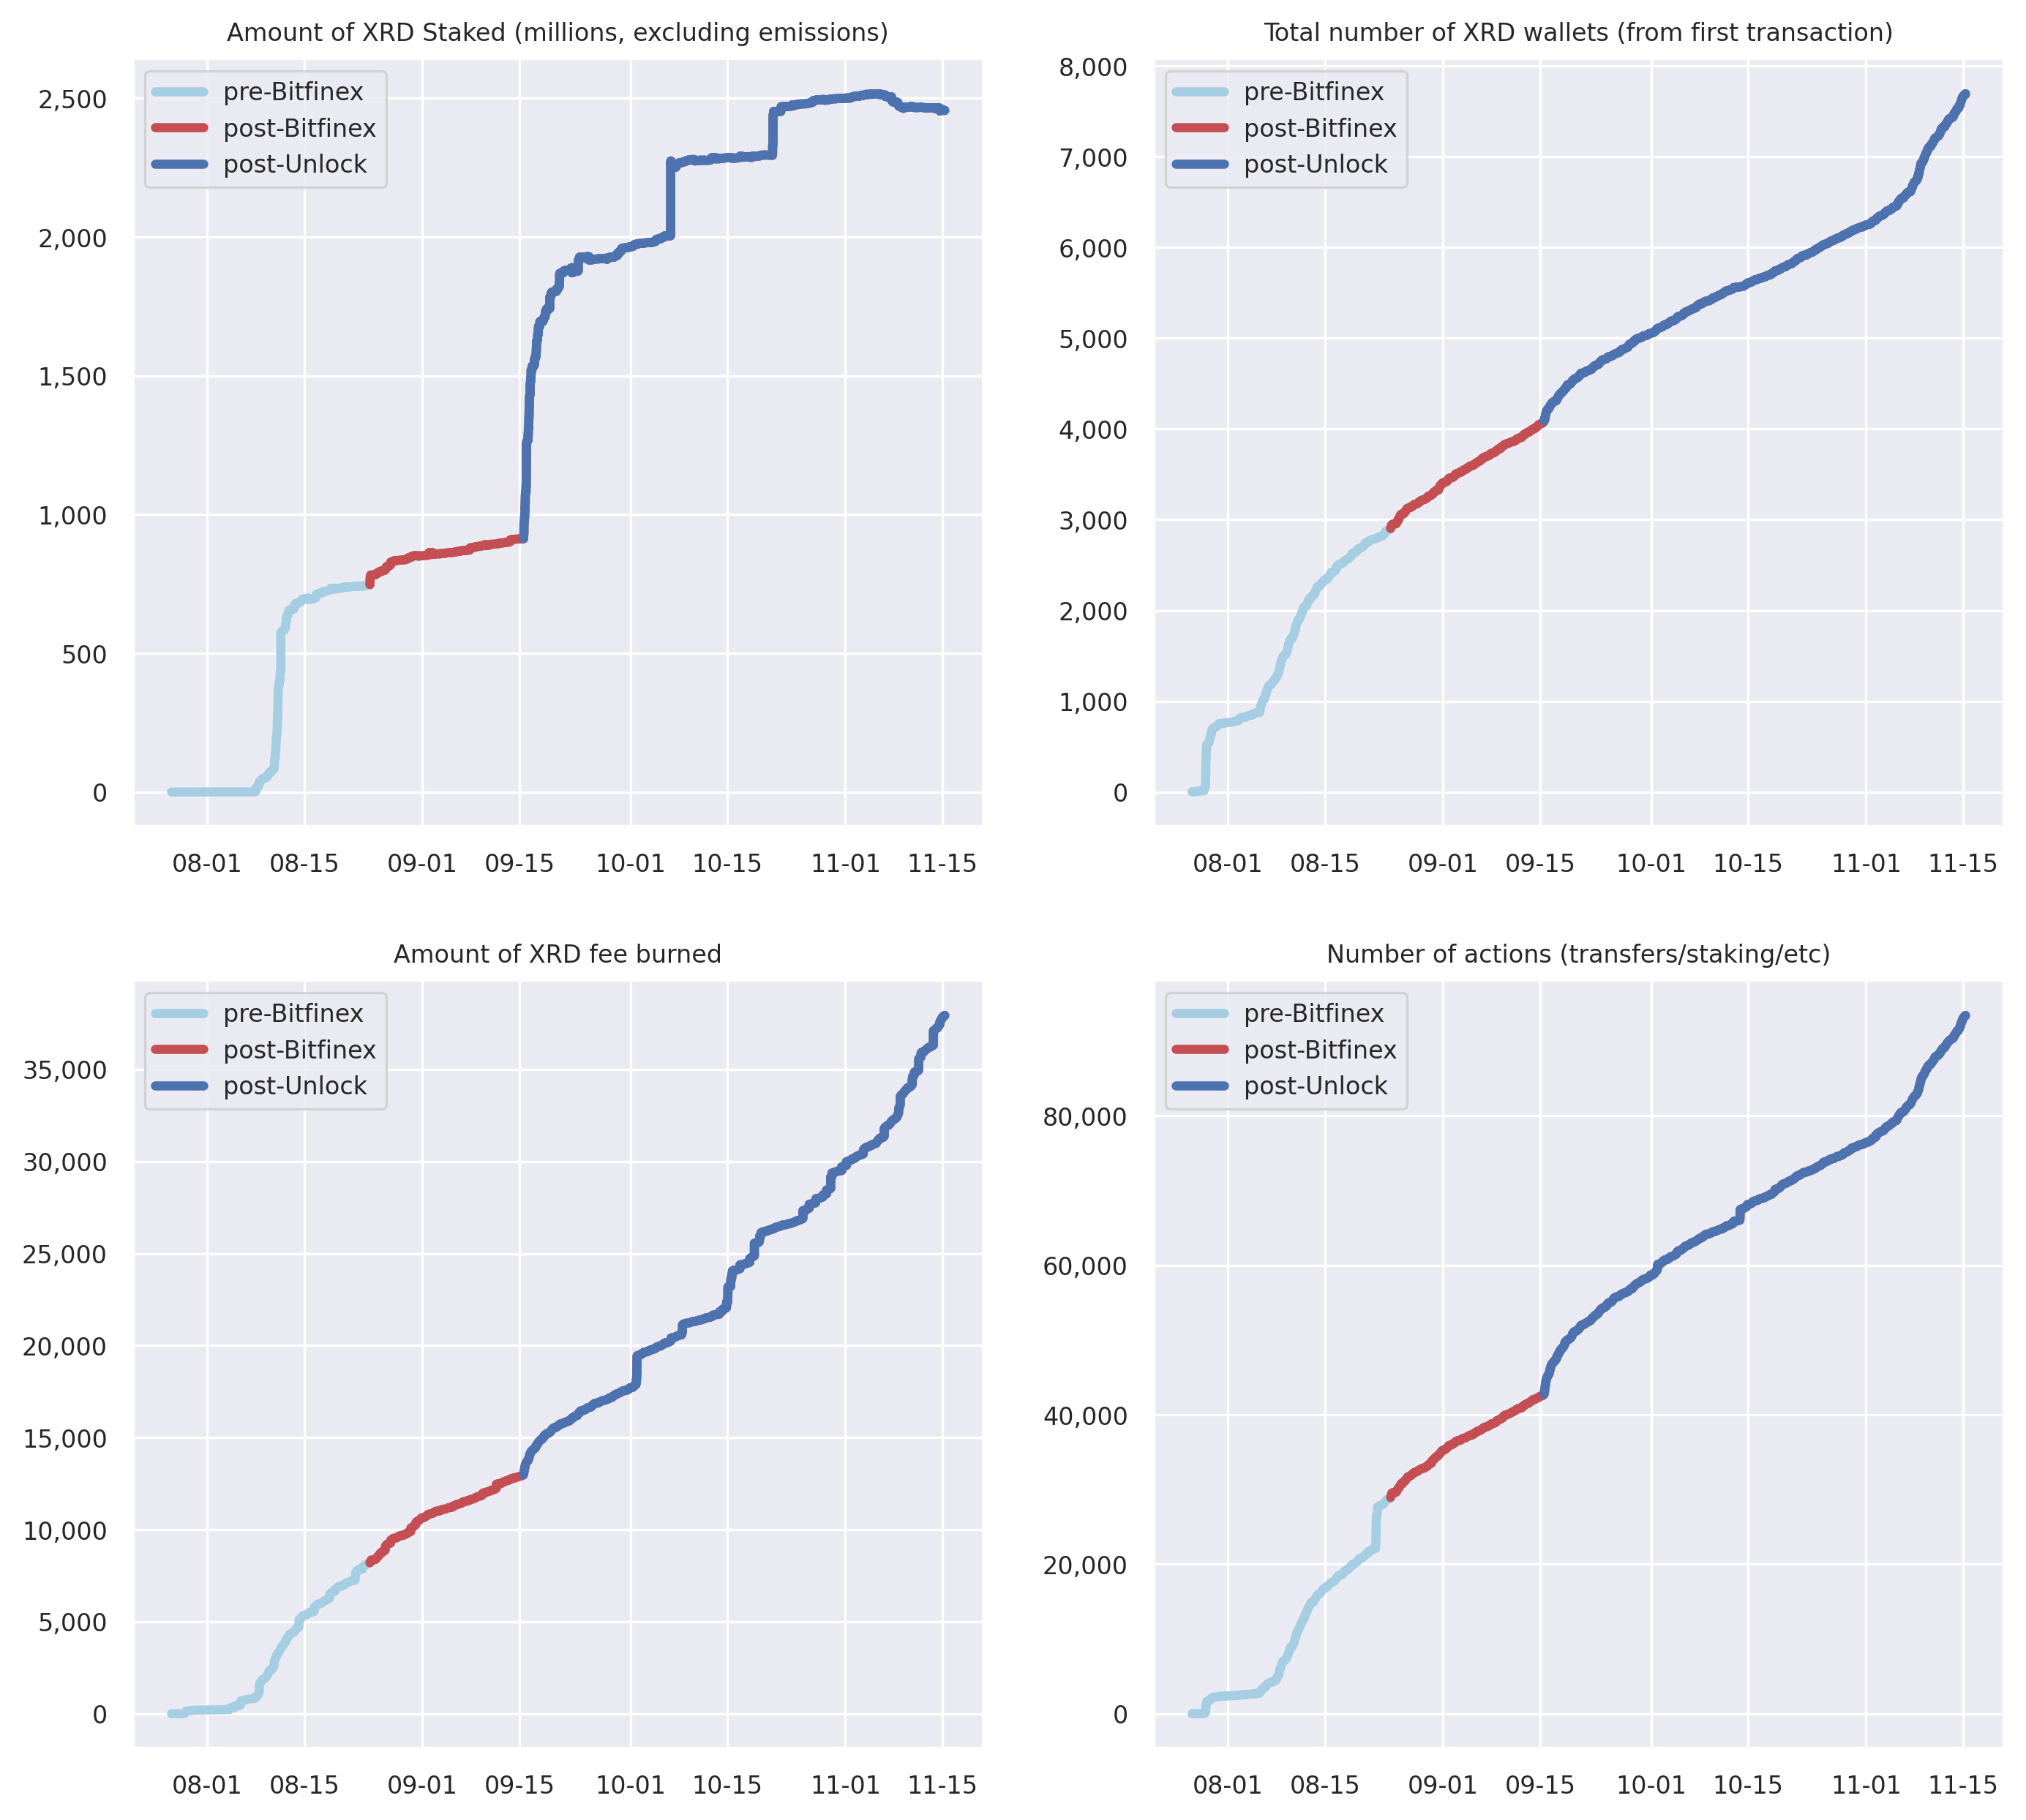 Amount of XRD Staked (millions, excluding emissions)
pre-Bitfinex
post-Bitfinex
post-Unlock
2,500
2,000
1,500
1,000
500
0
08-01 08-15 09-01 09-15 10-01 10-15 11-01 11-15
Total number of XRD wallets (from first transaction)
pre-Bitfinex
post-Bitfinex
post-Unlock
8,000
7,000
6,000
5,000
4,000
3,000
2,000
1,000
0
08-01 08-15 09-01 09-15 10-01 10-15 11-01 11-15
Amount of XRD fee burned
pre-Bitfinex
post-Bitfinex
post-Unlock
35,000
30,000
25,000
20,000
15,000
10,000
5,000
0
08-01 08-15 09-01 09-15 10-01 10-15 11-01 11-15
Number of actions (transfers/staking/etc)
pre-Bitfinex
post-Bitfinex
post-Unlock
80,000
60,000
40,000
20,000
0
08-01 08-15 09-01 09-15 10-01 10-15 11-01 11-15